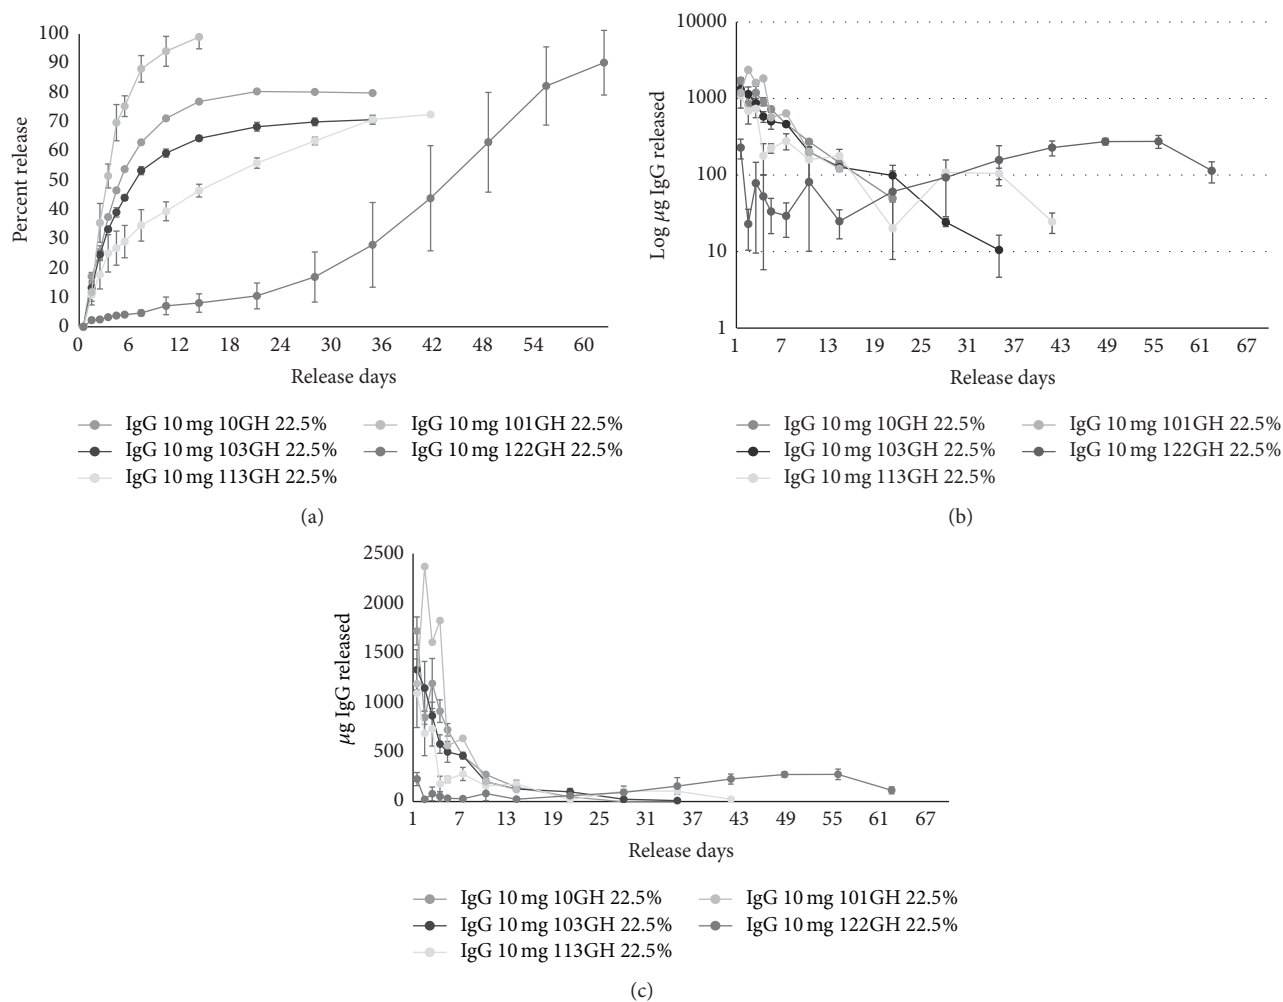 100
90
80
70
60
50
40
30
20
10
0
Percent release
0 6 12 18 24 30 36 42 48 54 60
Release days
IgG 10 mg 10GH 22.5%
IgG 10 mg 101GH 22.5%
IgG 10 mg 103GH 22.5%
IgG 10 mg 122GH 22.5%
IgG 10 mg 113GH 22.5%
(a)
10000
1000
100
10
1
Log μg IgG released
1 7 13 19 25 31 37 43 49 55 61 67
Release days
IgG 10 mg 10GH 22.5%
IgG 10 mg 101GH 22.5%
IgG 10 mg 103GH 22.5%
IgG 10 mg 122GH 22.5%
IgG 10 mg 113GH 22.5%
(b)
2500
2000
1500
1000
500
0
μg IgG released
1 7 13 19 25 31 37 43 49 55 61 67
Release days
IgG 10 mg 10GH 22.5%
IgG 10 mg 101GH 22.5%
IgG 10 mg 103GH 22.5%
IgG 10 mg 122GH 22.5%
IgG 10 mg 113GH 22.5%
(c)